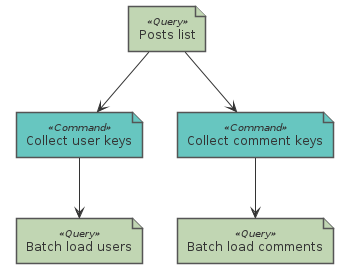 «Query»
Posts list
«Command»
Collect user keys
«Command»
Collect comment keys
«Query»
Batch load users
«Query»
Batch load comments